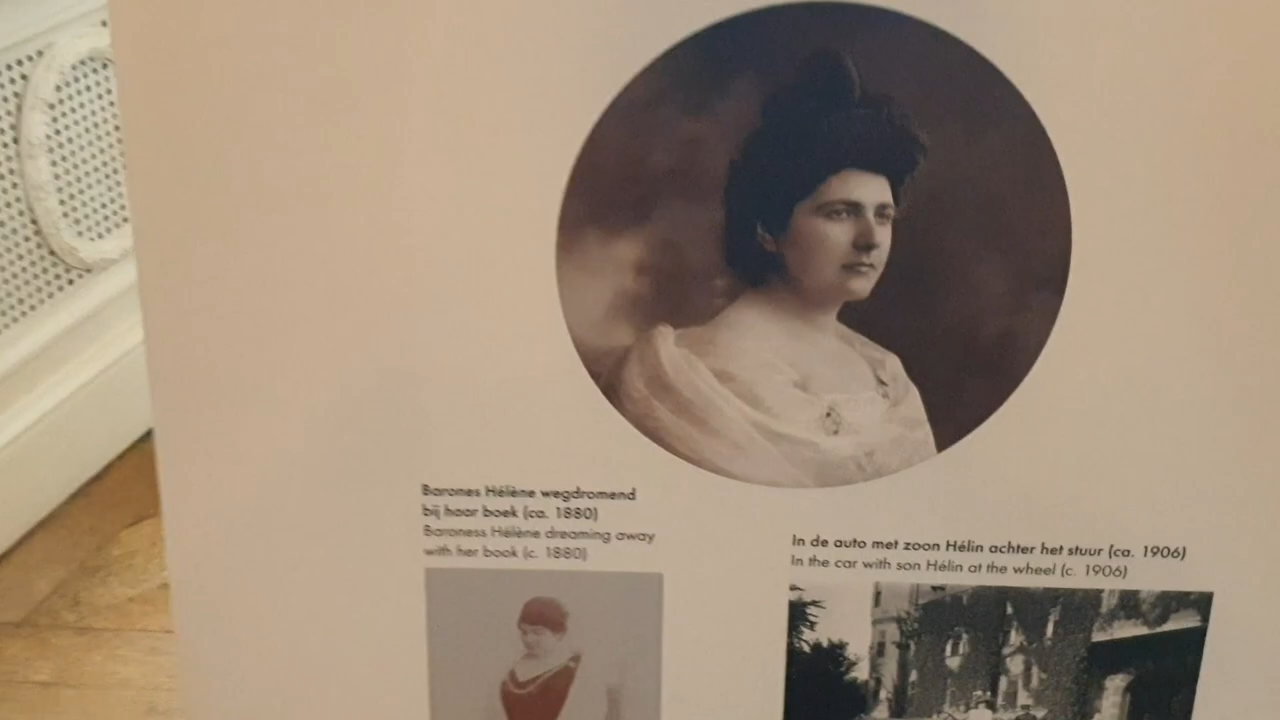 Barones Hélène wegdromend
bij haar boek (ca. 1880)
Baroness Hélène dreaming away
with her book (c. 1880)
In de auto met zoon Hélin achter het stuur (ca. 1906)
In the car with son Hélin at the wheel (c. 1906)